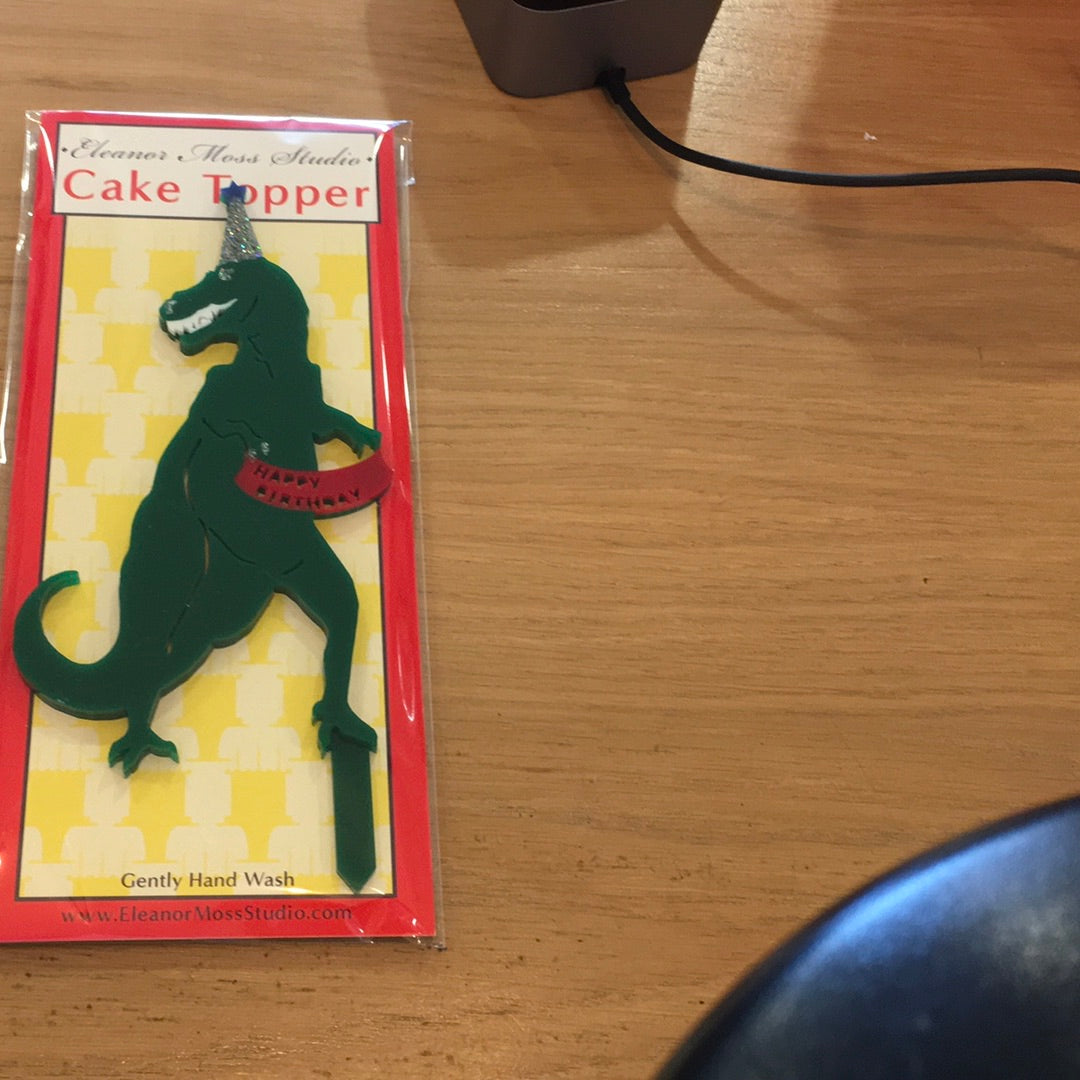 ·Eleanor Moss Studio·
Cake Topper
HAPPY
BIRTHDAY
Gently Hand Wash
www.EleanorMossStudio.com